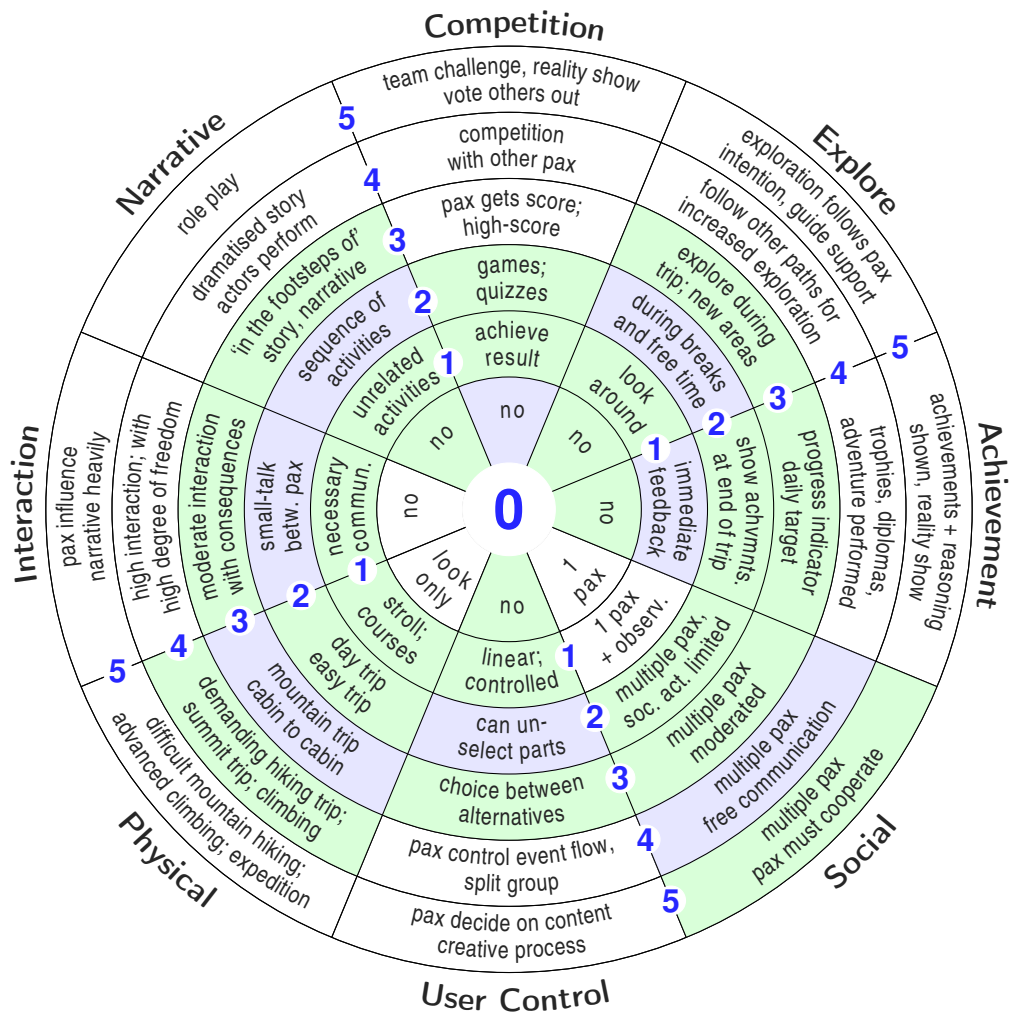 Competition
team challenge, reality show
vote others out
competition
with other pax
pax gets score;
high-score
games;
quizzes
achieve
result
no
Explore
exploration follows pax
intention, guide support
follow other paths for
increased exploration
explore during
trip; new areas
during breaks
and free time
look
around
no
Achievement
achievements + reasoning
shown, reality show
trophies, diplomas,
adventure performed
progress indicator
daily target
show achvmnts.
at end of trip
immediate
feedback
no
Social
multiple pax
pax must cooperate
multiple pax
free communication
multiple pax
moderated
multiple pax,
soc. act. limited
1 pax
+ observ.
1
pax
User Control
pax decide on content
creative process
pax control event flow,
split group
choice between
alternatives
can un-
select parts
linear;
controlled
no
Physical
difficult mountain hiking;
advanced climbing; expedition
demanding hiking trip;
summit trip; climbing
mountain trip
cabin to cabin
day trip
easy trip
stroll;
courses
look
only
Interaction
pax influence
narrative heavily
high interaction; with
high degree of freedom
moderate interaction
with consequences
small-talk
betw. pax
necessary
commun.
no
Narrative
role play
dramatised story
actors perform
'in the footsteps of'
story, narrative
sequence of
activities
unrelated
activities
no
0
1
2
3
4
5
1
2
3
4
5
1
2
3
4
5
1
2
3
4
5